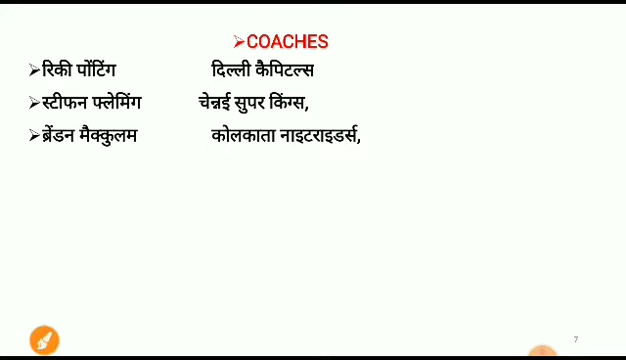 ➢COACHES
➢रिकी पोंटिंग दिल्ली कैपिटल्स
➢स्टीफन फ्लेमिंग चेन्नई सुपर किंग्स,
➢ब्रेंडन मैक्कुलम कोलकाता नाइटराइडर्स,
7